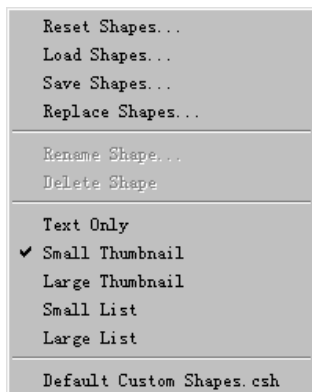 Reset Shapes...
Load Shapes...
Save Shapes...
Replace Shapes...
Rename Shape...
Delete Shape
Text Only
Small Thumbnail
Large Thumbnail
Small List
Large List
Default Custom Shapes.csh